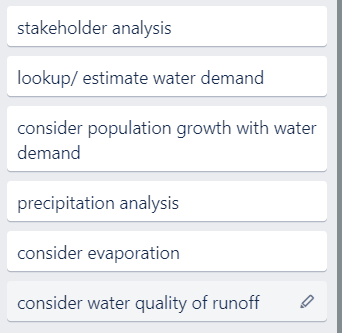 stakeholder analysis
lookup/ estimate water demand
consider population growth with water
demand
precipitation analysis
consider evaporation
consider water quality of runoff